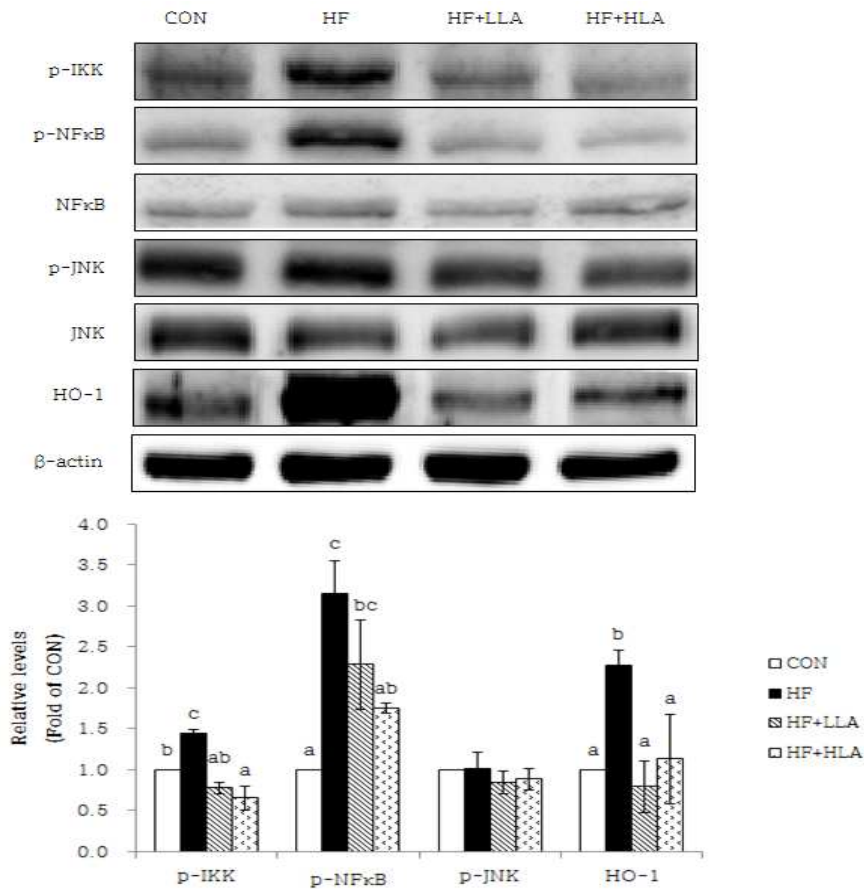 CON HF HF+LLA HF+HLA
p-IKK
p-NFκB
NFκB
p-JNK
JNK
HO-1
β-actin
Relative levels
(Fold of CON)
4.0
3.5
3.0
2.5
2.0
1.5
1.0
0.5
0.0
b c ab a
a c bc ab
a b a a
p-IKK p-NFκB p-JNK HO-1
CON
HF
HF+LLA
HF+HLA